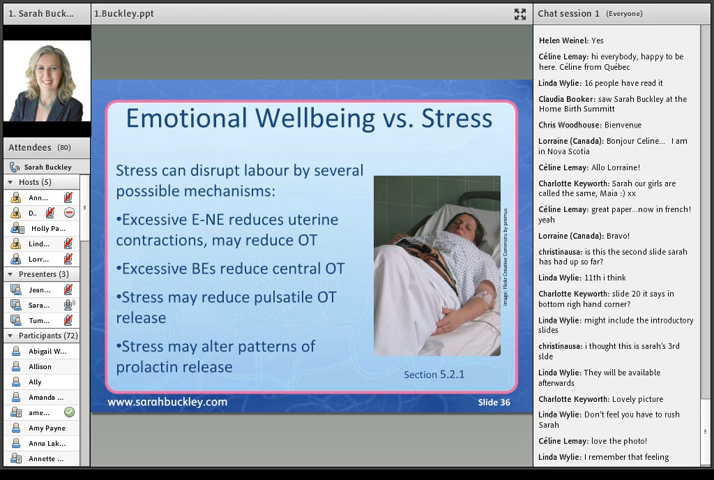 1. Sarah Buck...
1.Buckley.ppt
Chat session 1 (Everyone)
Attendees (80)
Sarah Buckley
Hosts (5)
Ann...
D..
Holly Pa...
Lind...
Lorr...
Presenters (3)
Jean...
Sara...
Tum...
Participants (72)
Abigail W...
Allison
Ally
Amanda ...
ame...
Amy Payne
Anna Lak...
Annette ...
Emotional Wellbeing vs. Stress
Stress can disrupt labour by several
posssible mechanisms:
•Excessive E-NE reduces uterine
contractions, may reduce OT
•Excessive BEs reduce central OT
•Stress may reduce pulsatile OT
release
•Stress may alter patterns of
prolactin release
Section 5.2.1
www.sarahbuckley.com
Slide 36
Helen Weinel: Yes
Céline Lemay: hi everybody, happy to
be here. Céline from Québec
Linda Wylie: 16 people have read it
Claudia Booker: saw Sarah Buckley at the
Home Birth Summitt
Chris Woodhouse: Bienvenue
Lorraine (Canada): Bonjour Celine... I am
in Nova Scotia
Céline Lemay: Allo Lorraine!
Charlotte Keyworth: Sarah our girls are
called the same, Maia :) xx
Céline Lemay: great paper...now in french!
yeah
Lorraine (Canada): Bravo!
christinausa: is this the second slide sarah
has had up so far?
Linda Wylie: 11th i think
Charlotte Keyworth: slide 20 it says in
bottom righ hand corner?
Linda Wylie: might include the introductory
slides
christinausa: i thought this is sarah's 3rd
slde
Linda Wylie: They will be available
afterwards
Charlotte Keyworth: Lovely picture
Linda Wylie: Don't feel you have to rush
Sarah
Céline Lemay: love the photo!
Linda Wylie: I remember that feeling